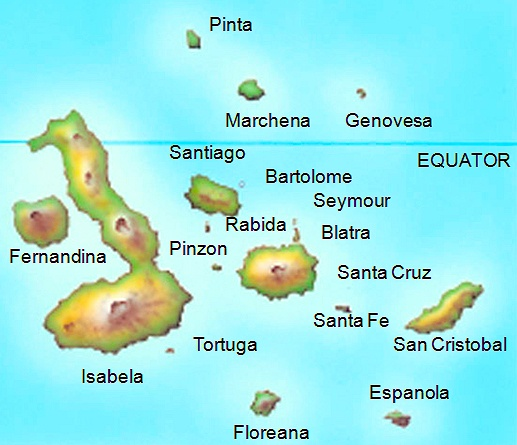 Pinta
Marchena
Genovesa
Santiago
EQUATOR
Bartolome
Seymour
Rabida
Blatra
Pinzon
Fernandina
Santa Cruz
Santa Fe
Tortuga
San Cristobal
Isabela
Espanola
Floreana